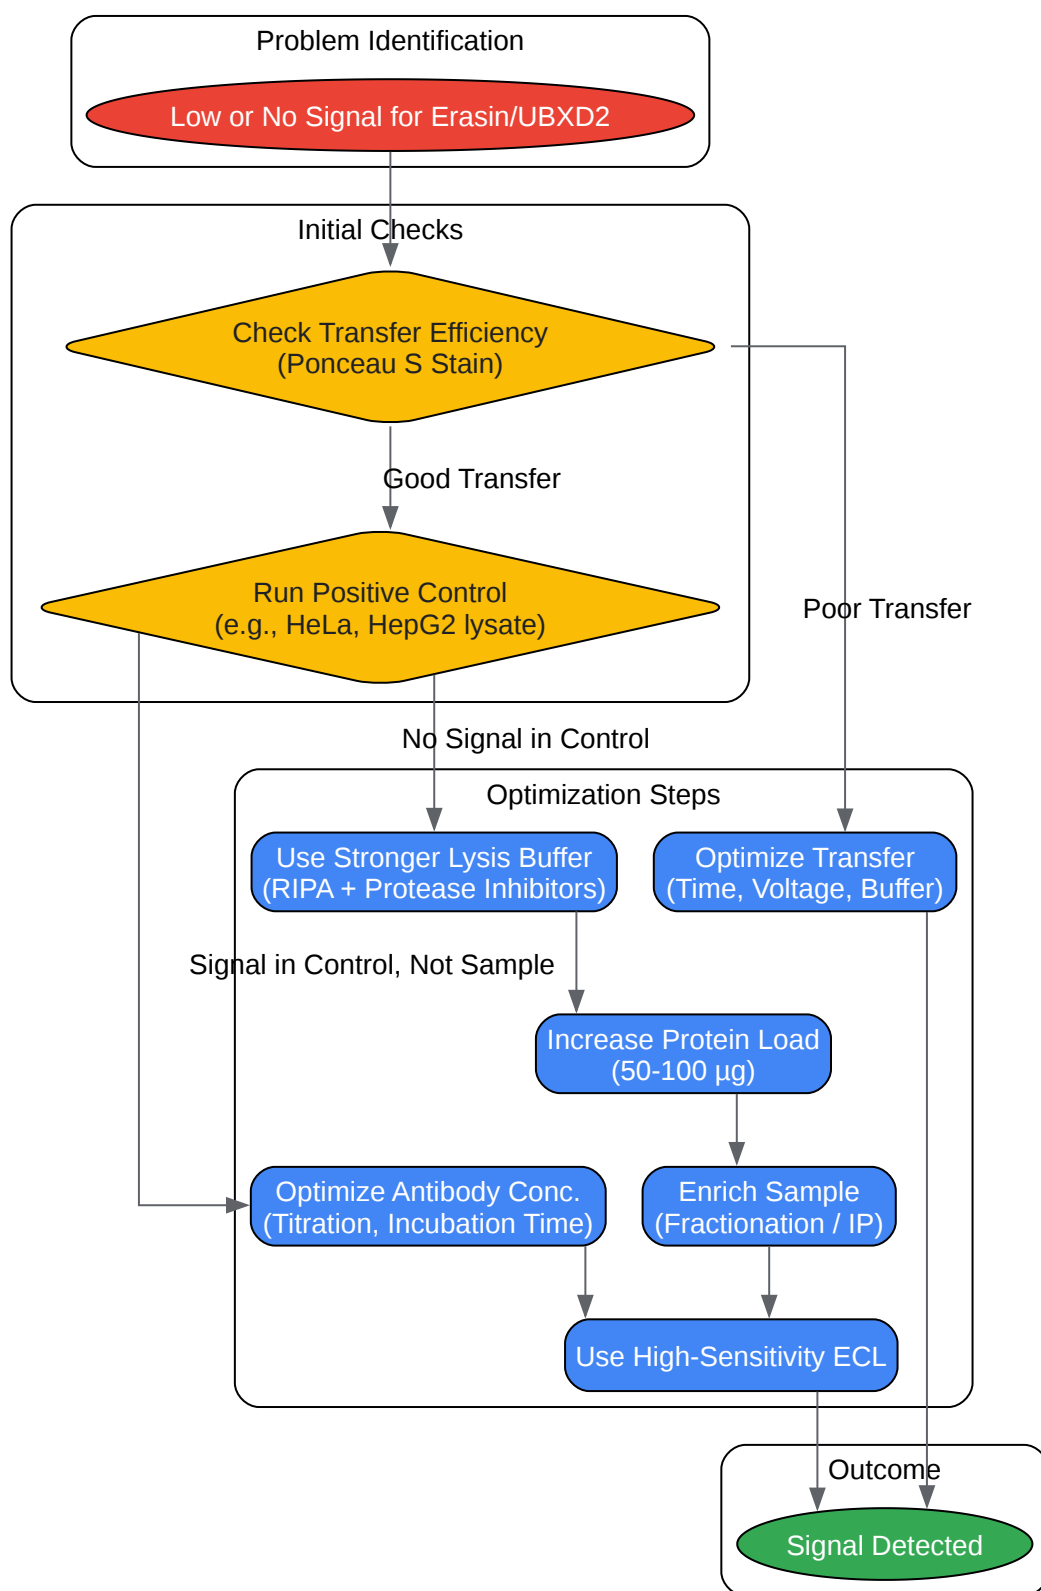 Problem Identification
Low or No Signal for Erasin/UBXD2
Initial Checks
Check Transfer Efficiency
(Ponceau S Stain)
Good Transfer
Run Positive Control
(e.g., HeLa, HepG2 lysate)
Poor Transfer
No Signal in Control
Optimization Steps
Use Stronger Lysis Buffer
(RIPA + Protease Inhibitors)
Optimize Transfer
(Time, Voltage, Buffer)
Signal in Control, Not Sample
Increase Protein Load
(50-100 µg)
Optimize Antibody Conc.
(Titration, Incubation Time)
Enrich Sample
(Fractionation / IP)
Use High-Sensitivity ECL
Outcome
Signal Detected